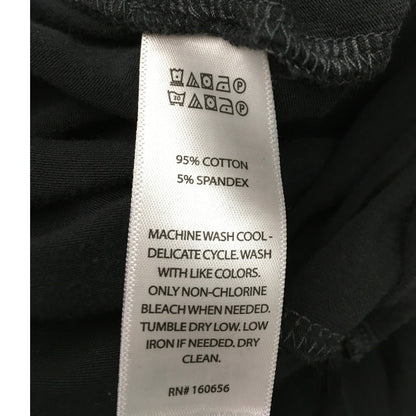 95% COTTON
5% SPANDEX
MACHINE WASH COOL -
DELICATE CYCLE. WASH
WITH LIKE COLORS.
ONLY NON-CHLORINE
BLEACH WHEN NEEDED.
TUMBLE DRY LOW. LOW
IRON IF NEEDED. DRY
CLEAN.
RN# 160656